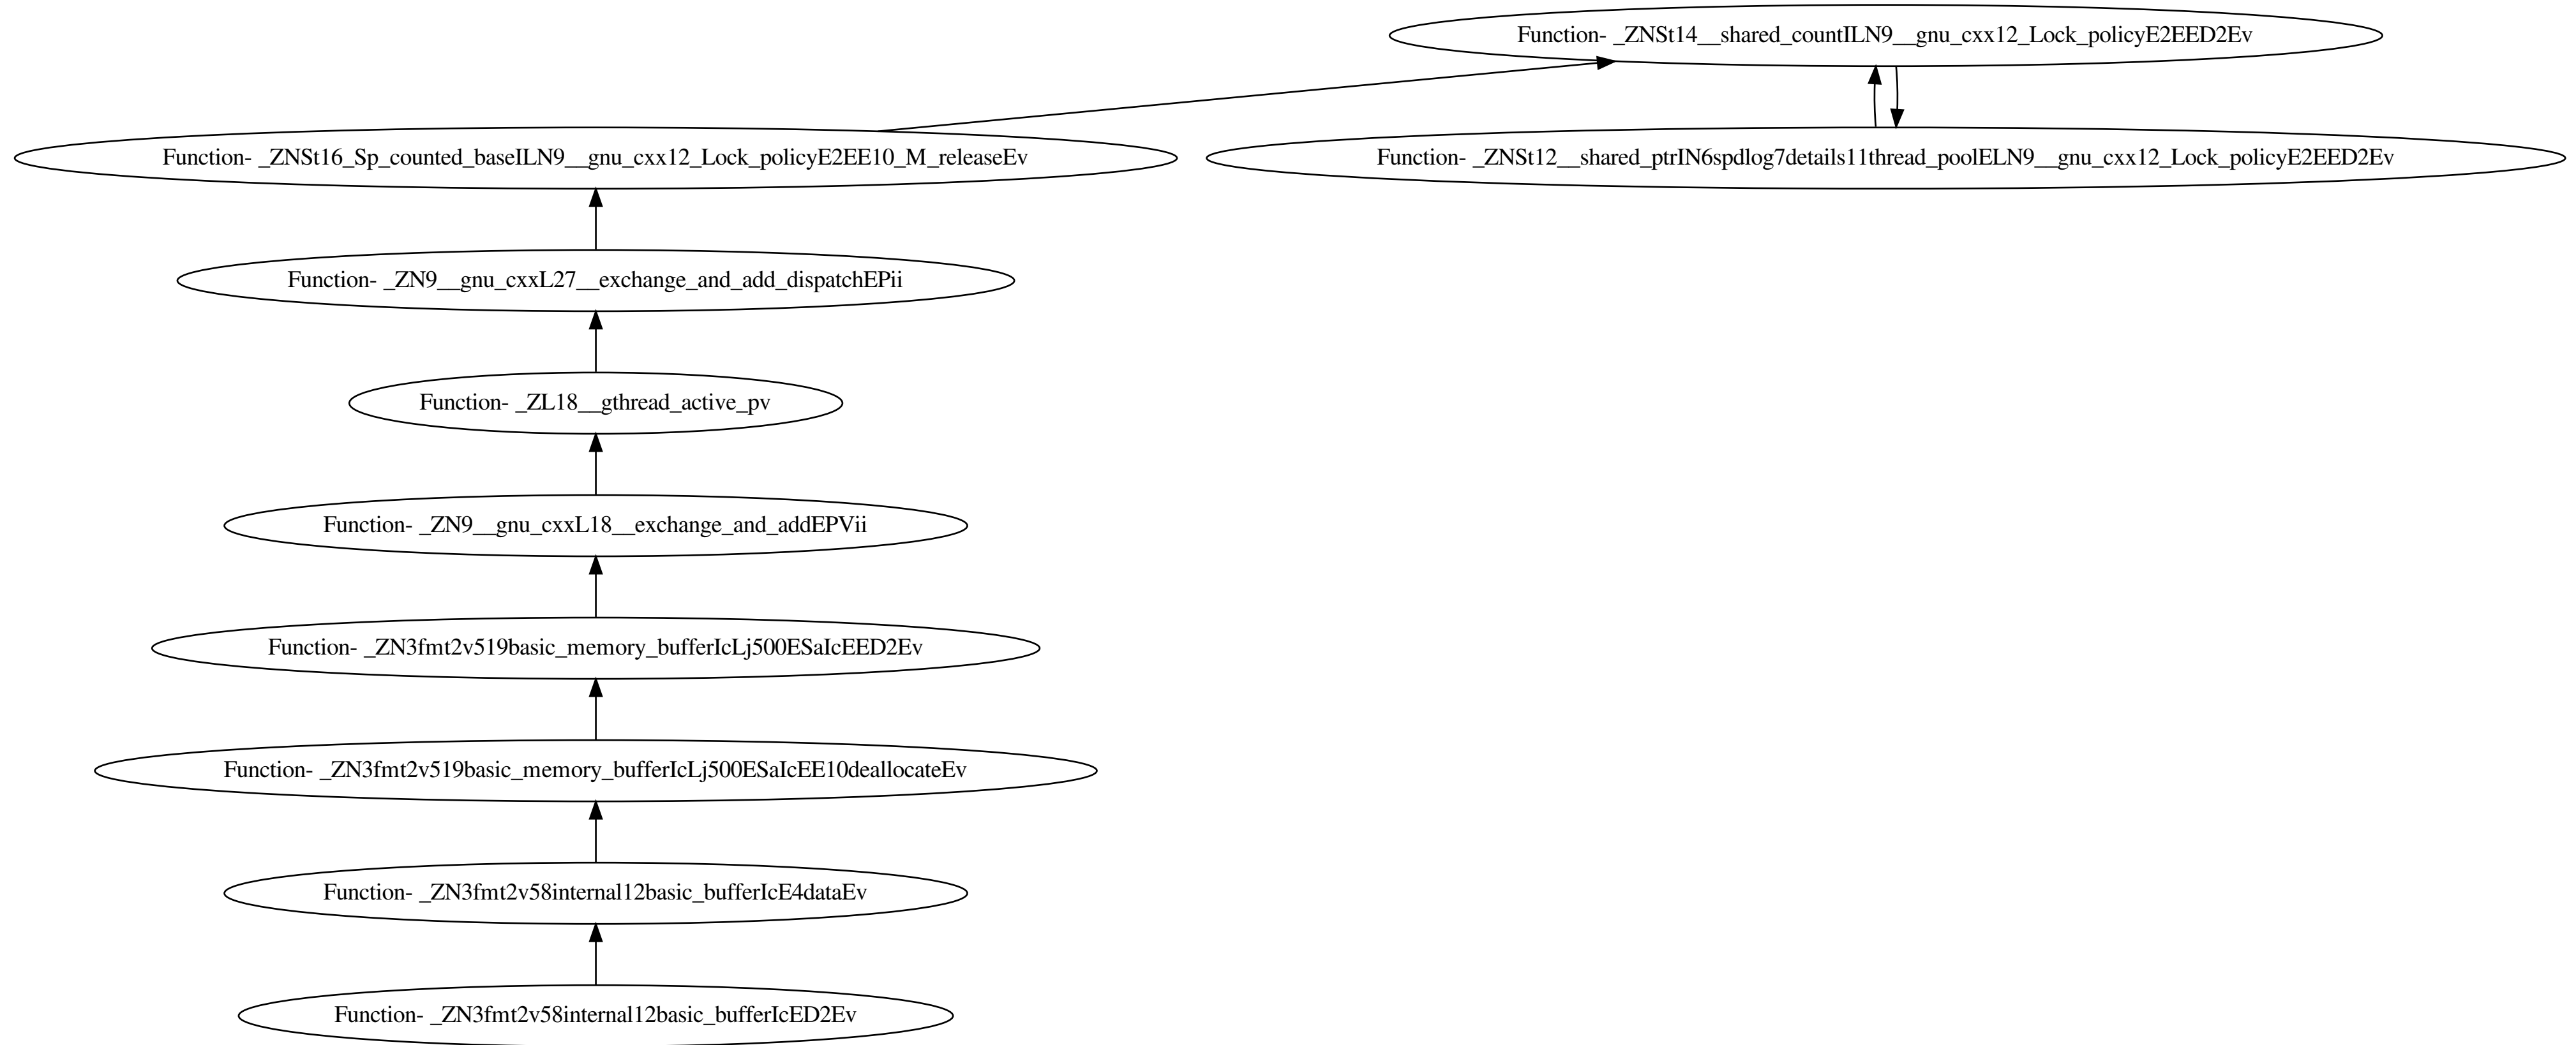 Function- _ZNSt14__shared_countILN9__gnu_cxx12_Lock_policyE2EED2Ev
Function- _ZNSt16_Sp_counted_baseILN9__gnu_cxx12_Lock_policyE2EE10_M_releaseEv
Function- _ZNSt12__shared_ptrIN6spdlog7details11thread_poolELN9__gnu_cxx12_Lock_policyE2EED2Ev
Function- _ZN9__gnu_cxxL27__exchange_and_add_dispatchEPii
Function- _ZL18__gthread_active_pv
Function- _ZN9__gnu_cxxL18__exchange_and_addEPVii
Function- _ZN3fmt2v519basic_memory_bufferIcLj500ESaIcEED2Ev
Function- _ZN3fmt2v519basic_memory_bufferIcLj500ESaIcEE10deallocateEv
Function- _ZN3fmt2v58internal12basic_bufferIcE4dataEv
Function- _ZN3fmt2v58internal12basic_bufferIcED2Ev